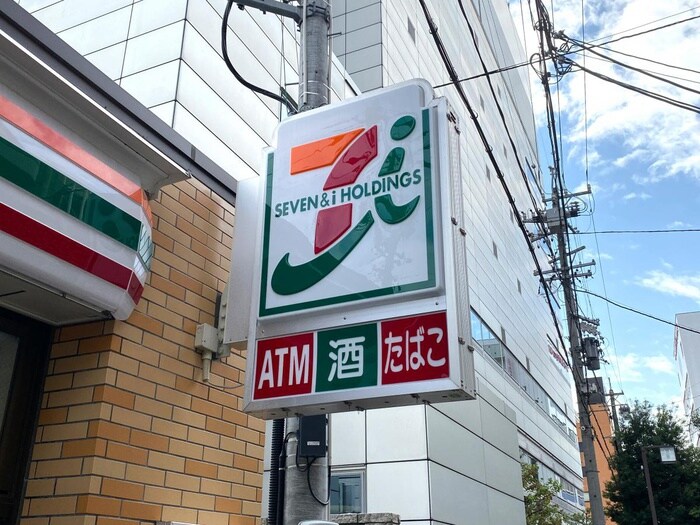 SEVEN & i HOLDINGS
ATM 酒 たばこ